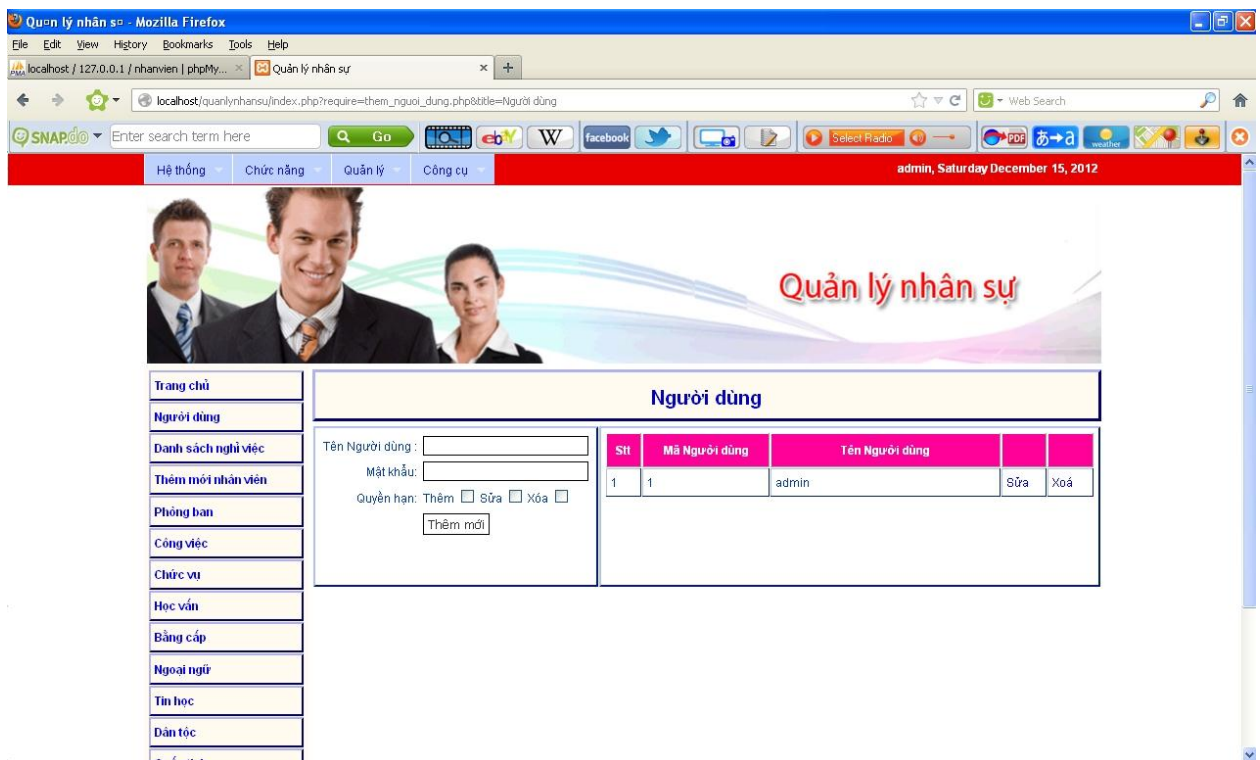 Qu¤n lý nhân s¤ - Mozilla Firefox
File Edit View History Bookmarks Tools Help
localhost / 127.0.0.1 / nhanvien | phpMy... × Quản lý nhân sự × +
localhost/quanlynhansu/index.php?require=them_nguoi_dung.php&title=Người dùng Web Search
SNAP.do Enter search term here Go ebY W facebook Select Radio PDF あ→a weather
Hệ thống Chức năng Quản lý Công cụ admin, Saturday December 15, 2012
Quản lý nhân sự
Trang chủ
Người dùng
Danh sách nghỉ việc
Thêm mới nhân viên
Phòng ban
Công việc
Chức vụ
Học vấn
Bằng cấp
Ngoại ngữ
Tin học
Dân tộc
Người dùng
Tên Người dùng :
Mật khẩu:
Quyền hạn: Thêm Sửa Xóa
Thêm mới
Stt Mã Người dùng Tên Người dùng
1 1 admin Sửa Xoá